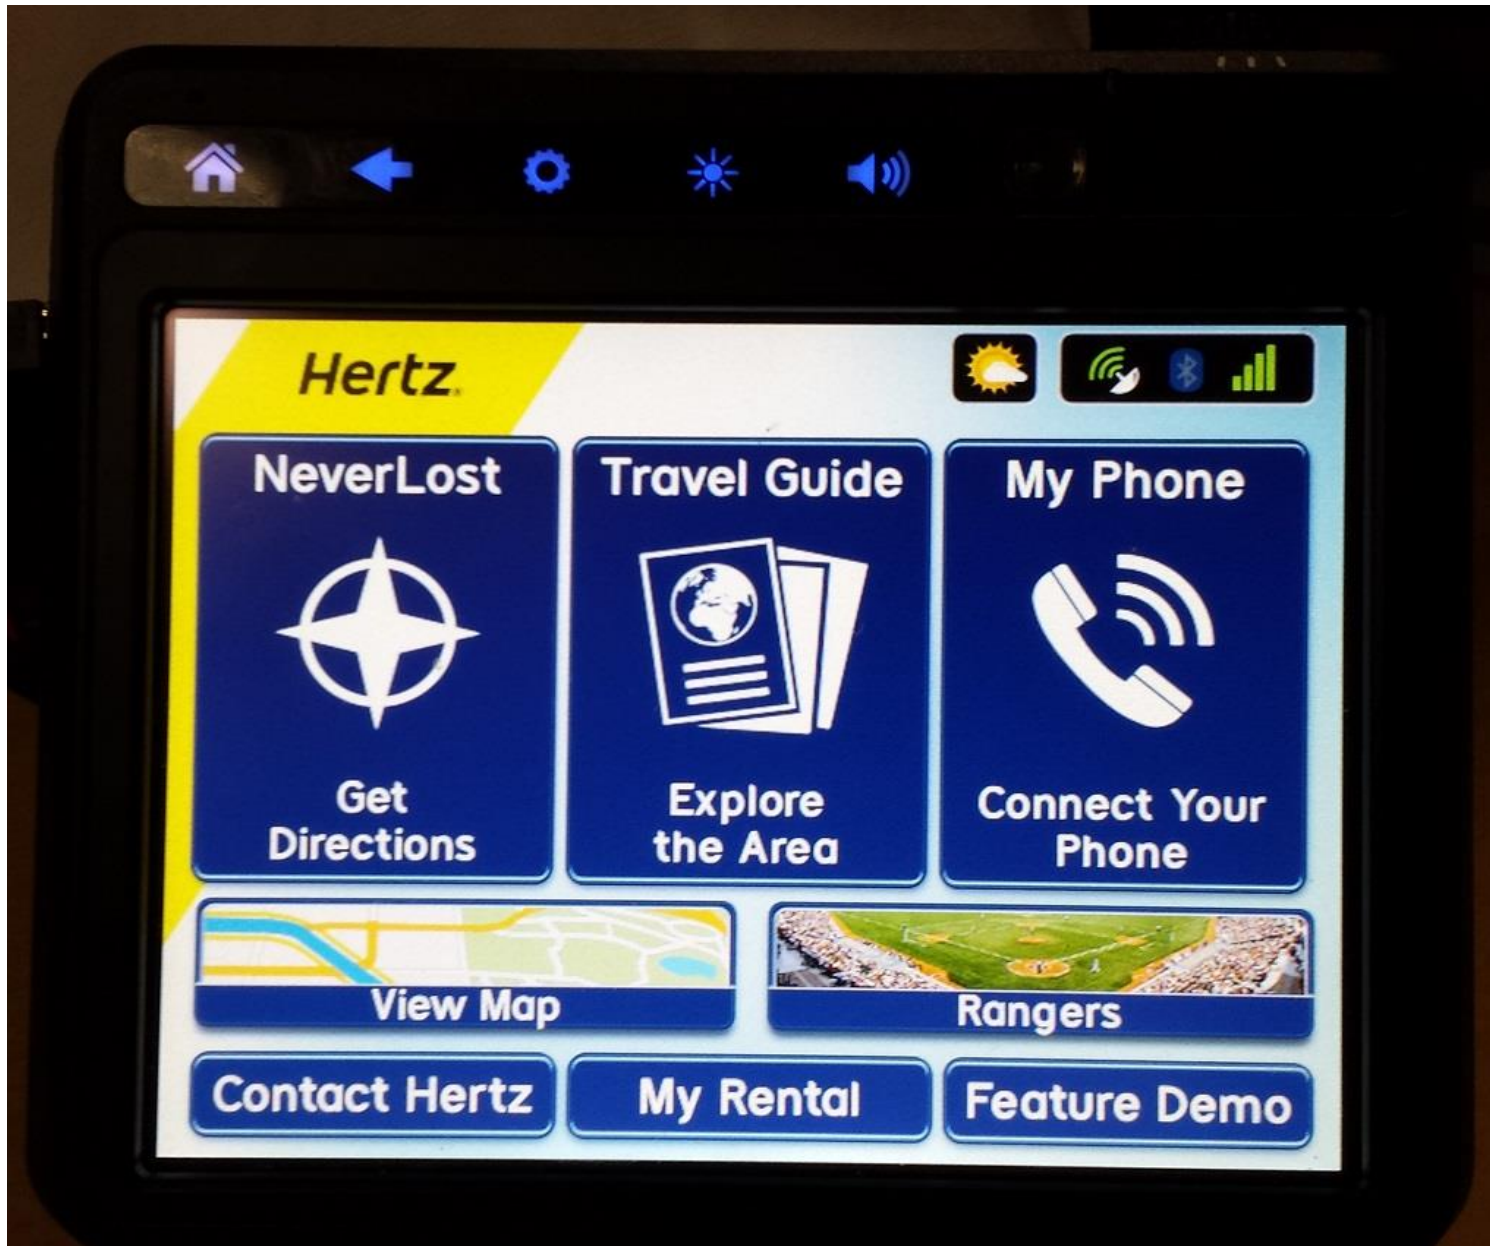 Hertz
NeverLost
Get
Directions
Travel Guide
Explore
the Area
My Phone
Connect Your
Phone
View Map
Rangers
Contact Hertz
My Rental
Feature Demo